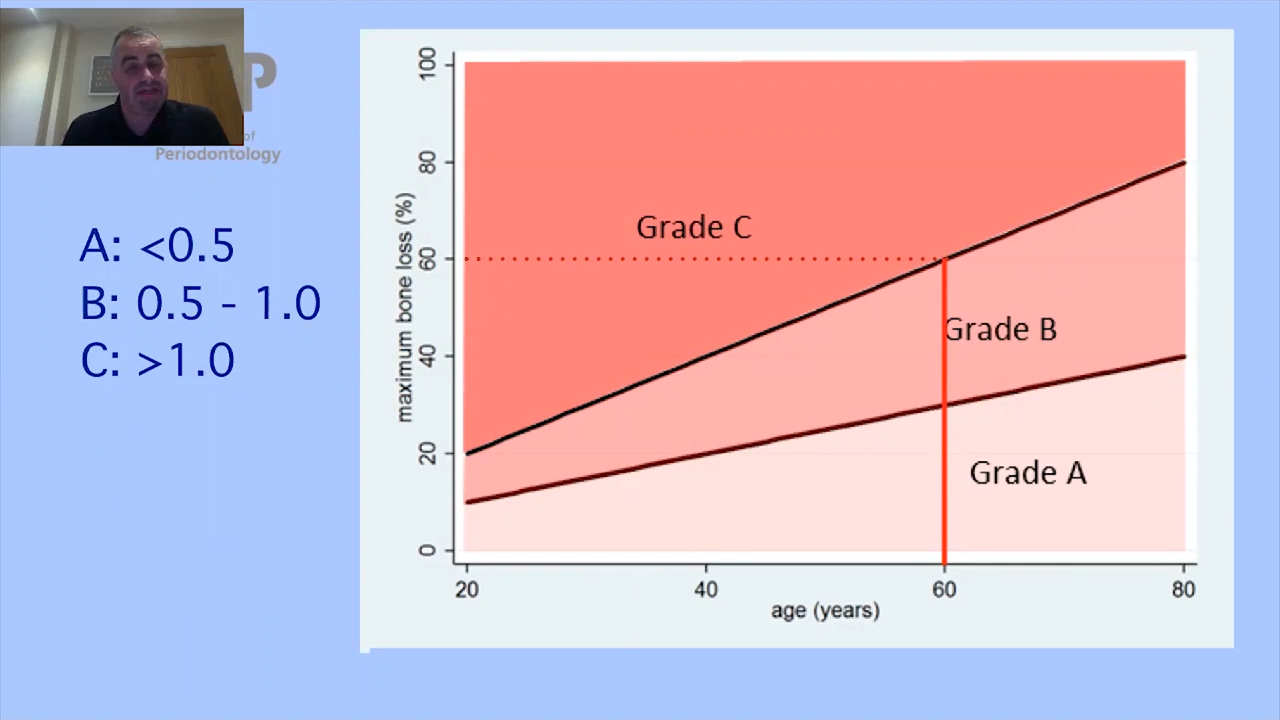 P
of
Periodontology
A: <0.5
B: 0.5 - 1.0
C: >1.0
100
80
60
40
20
0
maximum bone loss (%)
Grade C
Grade B
Grade A
20 40 60 80
age (years)